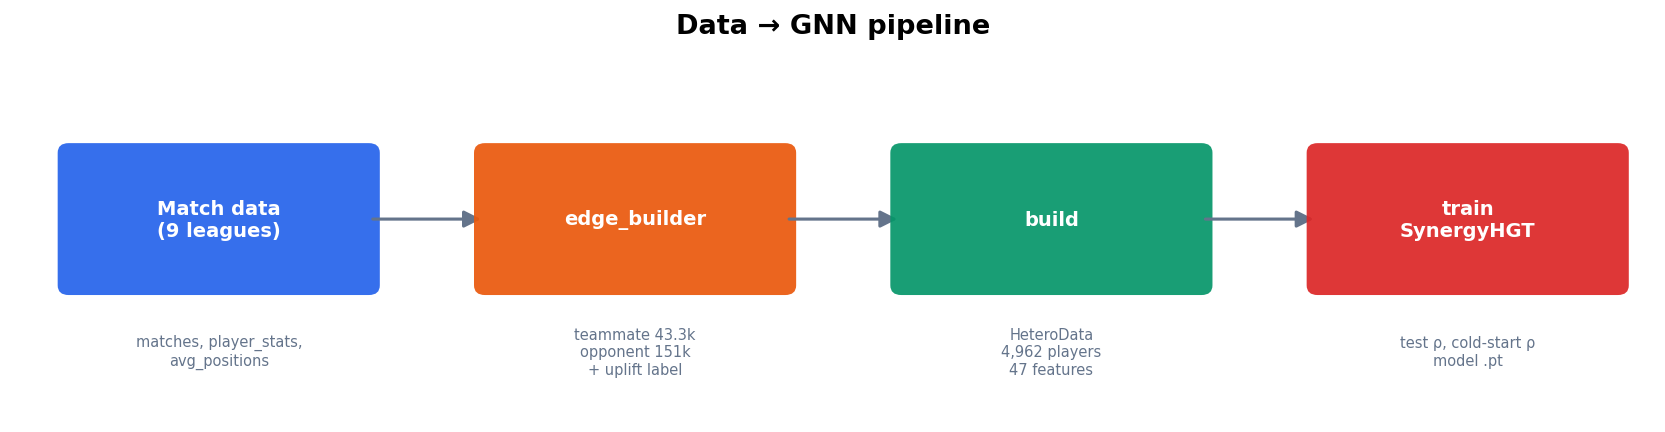 Data → GNN pipeline
Match data
(9 leagues)
edge_builder
build
train
SynergyHGT
matches, player_stats,
avg_positions
teammate 43.3k
opponent 151k
+ uplift label
HeteroData
4,962 players
47 features
test ρ, cold-start ρ
model .pt